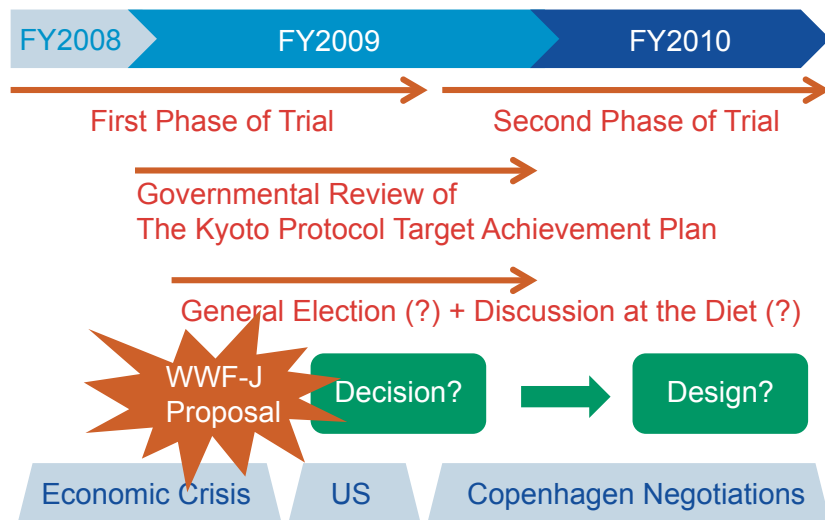 FY2008 FY2009 FY2010
First Phase of Trial Second Phase of Trial
Governmental Review of
The Kyoto Protocol Target Achievement Plan
General Election (?) + Discussion at the Diet (?)
WWF-J
Proposal
Decision? Design?
Economic Crisis US Copenhagen Negotiations